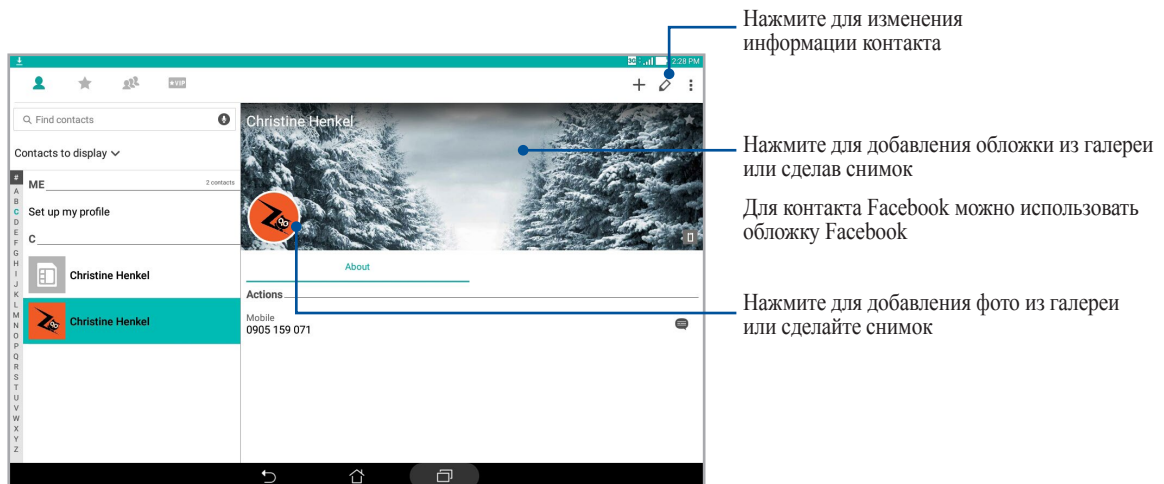 Нажмите для изменения
информации контакта
3G 2:28 PM
VIP
Find contacts
Contacts to display
ME 2 contacts
Set up my profile
C
Christine Henkel
Christine Henkel
#
A
B
C
D
E
F
G
H
I
J
K
L
M
N
O
P
Q
R
S
T
U
V
W
X
Y
Z
Christine Henkel
About
Actions
Mobile
0905 159 071
Нажмите для добавления обложки из галереи
или сделав снимок
Для контакта Facebook можно использовать
обложку Facebook
Нажмите для добавления фото из галереи
или сделайте снимок